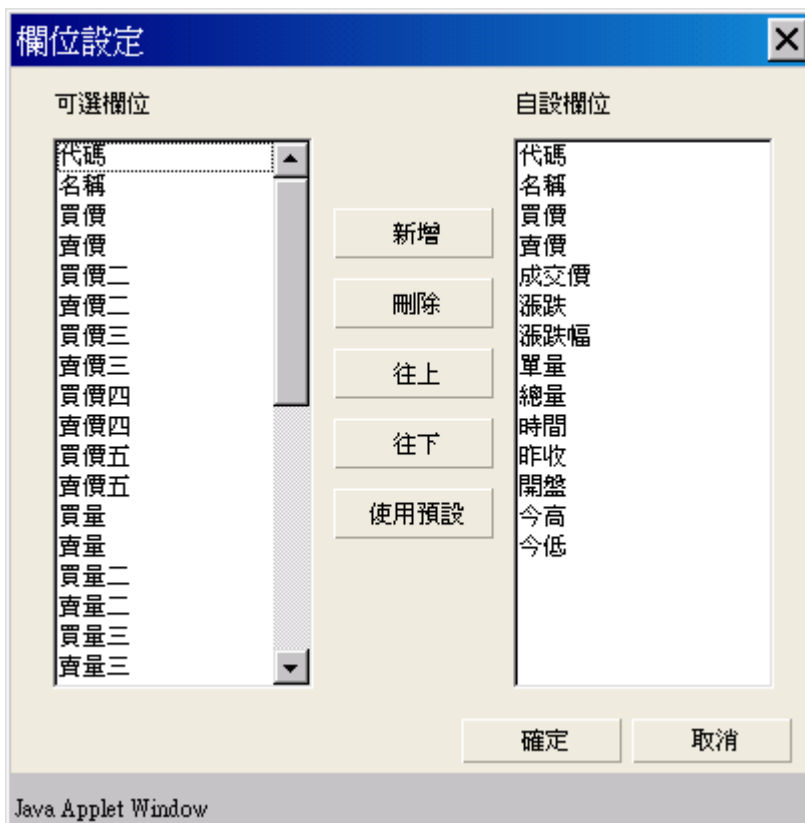 欄位設定
可選欄位
代碼
名稱
買價
賣價
買價二
賣價二
買價三
賣價三
買價四
賣價四
買價五
賣價五
買量
賣量
買量二
賣量二
買量三
賣量三
新增
刪除
往上
往下
使用預設
自設欄位
代碼
名稱
買價
賣價
成交價
漲跌
漲跌幅
單量
總量
時間
昨收
開盤
今高
今低
確定
取消
Java Applet Window